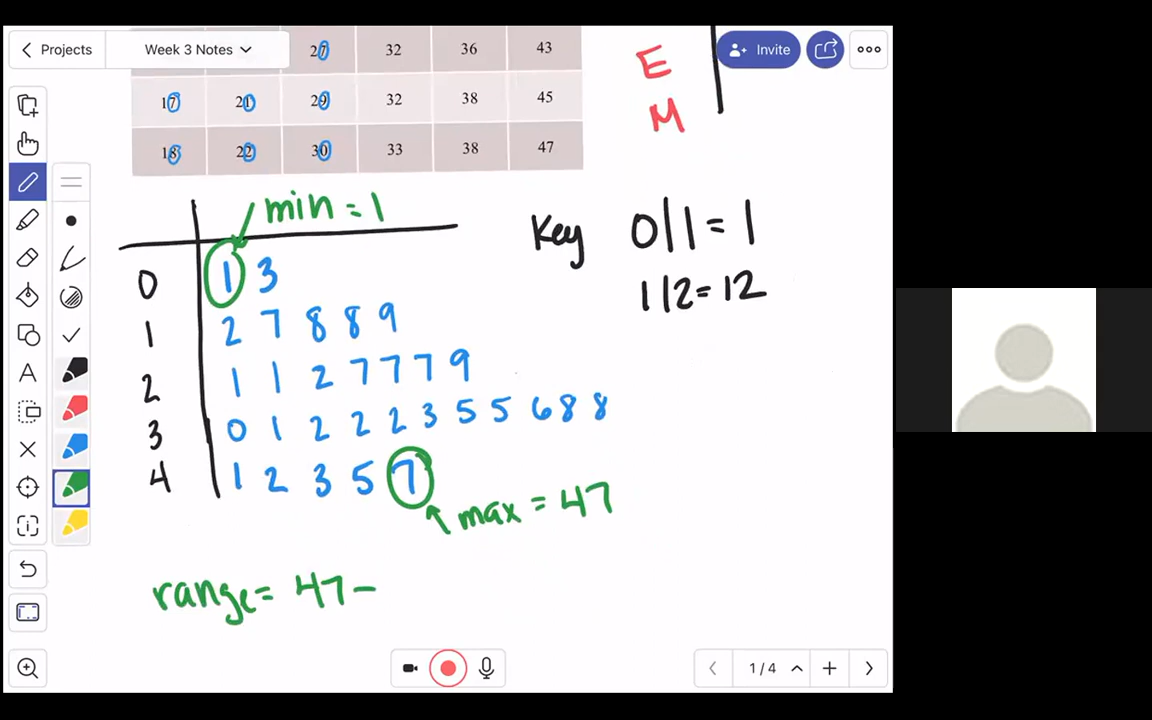 Projects
Week 3 Notes
Invite
27 32 36 43
17 21 29 32 38 45
18 22 30 33 38 47
E
M
min = 1
Key 0|1 = 1
1|2 = 12
0 1 3
1 2 7 8 8 9
2 1 1 2 7 7 7 9
3 0 1 2 2 2 3 5 5 6 8 8
4 1 2 3 5 7
max = 47
range = 47 -
A
1 / 4